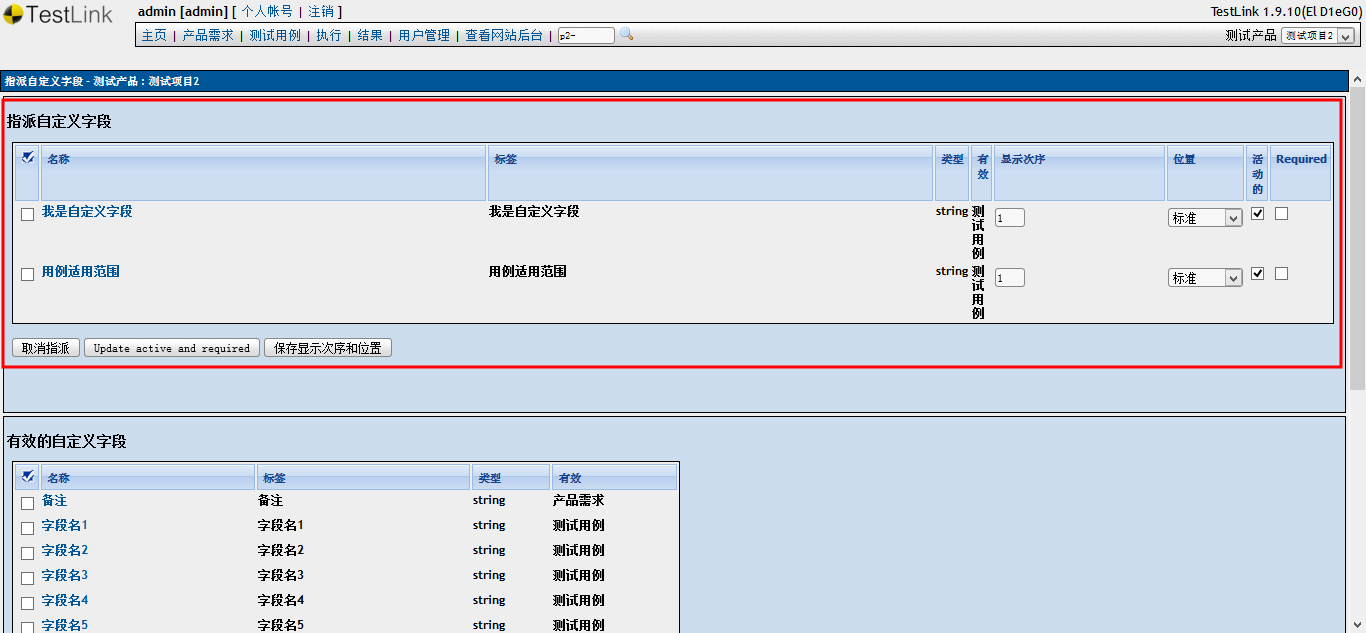 TestLink
admin [admin] [ 个人帐号 | 注销 ]
TestLink 1.9.10(El D1eG0)
主页 | 产品需求 | 测试用例 | 执行 | 结果 | 用户管理 | 查看网站后台 | p2-
测试产品 测试项目2
指派自定义字段 - 测试产品 : 测试项目2
指派自定义字段
名称 标签 类型 有效 显示次序 位置 活动的 Required
我是自定义字段 我是自定义字段 string 测试用例 1 标准
用例适用范围 用例适用范围 string 测试用例 1 标准
取消指派 Update active and required 保存显示次序和位置
有效的自定义字段
名称 标签 类型 有效
备注 备注 string 产品需求
字段名1 字段名1 string 测试用例
字段名2 字段名2 string 测试用例
字段名3 字段名3 string 测试用例
字段名4 字段名4 string 测试用例
字段名5 字段名5 string 测试用例